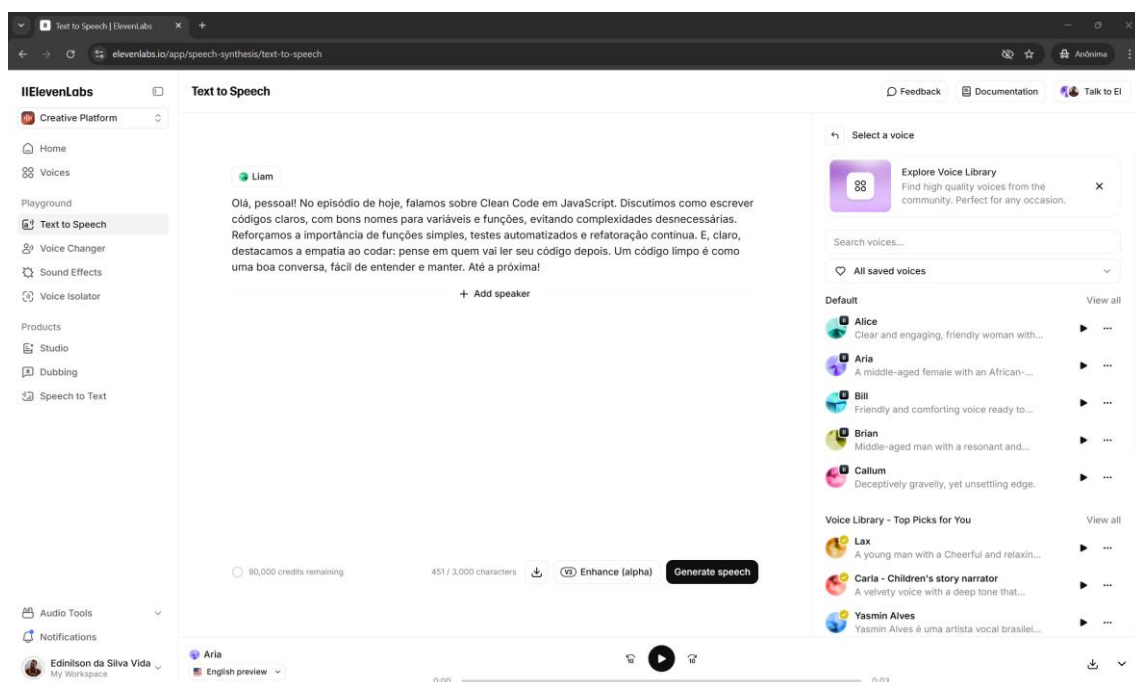 Text to Speech | ElevenLabs
elevenlabs.io/app/speech-synthesis/text-to-speech
Anônima
IIElevenLabs
Creative Platform
Home
Voices
Playground
Text to Speech
Voice Changer
Sound Effects
Voice Isolator
Products
Studio
Dubbing
Speech to Text
Audio Tools
Notifications
Edinilson da Silva Vida
My Workspace
Text to Speech
Feedback
Documentation
Talk to El
Liam
Olá, pessoal! No episódio de hoje, falamos sobre Clean Code em JavaScript. Discutimos como escrever
códigos claros, com bons nomes para variáveis e funções, evitando complexidades desnecessárias.
Reforçamos a importância de funções simples, testes automatizados e refatoração contínua. E, claro,
destacamos a empatia ao codar: pense em quem vai ler seu código depois. Um código limpo é como
uma boa conversa, fácil de entender e manter. Até a próxima!
+ Add speaker
90,000 credits remaining
451 / 3,000 characters
V3 Enhance (alpha)
Generate speech
Select a voice
Explore Voice Library
Find high quality voices from the
community. Perfect for any occasion.
Search voices...
All saved voices
Default View all
Alice
Clear and engaging, friendly woman with...
Aria
A middle-aged female with an African-...
Bill
Friendly and comforting voice ready to...
Brian
Middle-aged man with a resonant and...
Callum
Deceptively gravelly, yet unsettling edge.
Voice Library - Top Picks for You View all
Lax
A young man with a Cheerful and relaxin...
Carla - Children's story narrator
A velvety voice with a deep tone that...
Yasmin Alves
Yasmin Alves é uma artista vocal brasilei...
Aria
English preview
10
10
0:00
0:03